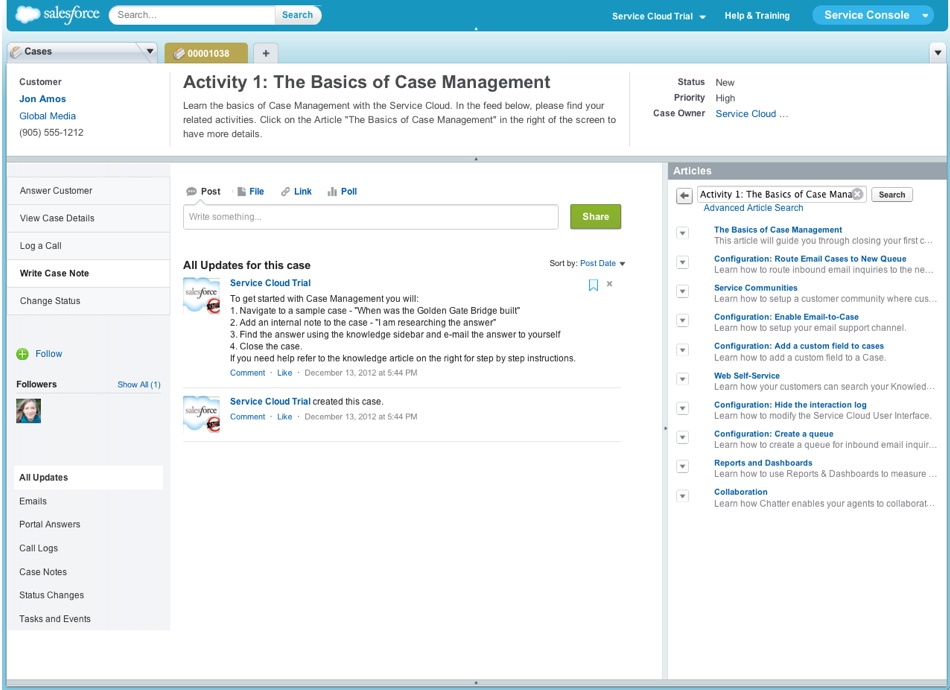 salesforce
Search...
Search
Service Cloud Trial
Help & Training
Service Console
Cases
00001038
+
Customer
Jon Amos
Global Media
(905) 555-1212
Activity 1: The Basics of Case Management
Learn the basics of Case Management with the Service Cloud. In the feed below, please find your
related activities. Click on the Article "The Basics of Case Management" in the right of the screen to
have more details.
Status New
Priority High
Case Owner Service Cloud ...
Answer Customer
View Case Details
Log a Call
Write Case Note
Change Status
Follow
Followers Show All (1)
All Updates
Emails
Portal Answers
Call Logs
Case Notes
Status Changes
Tasks and Events
Post · File Link Poll
Write something...
Share
All Updates for this case
Sort by: Post Date
salesforce
Service Cloud Trial
To get started with Case Management you will:
1. Navigate to a sample case - "When was the Golden Gate Bridge built"
2. Add an internal note to the case - "I am researching the answer"
3. Find the answer using the knowledge sidebar and e-mail the answer to yourself
4. Close the case.
If you need help refer to the knowledge article on the right for step by step instructions.
Comment · Like · December 13, 2012 at 5:44 PM
salesforce
Service Cloud Trial created this case.
Comment · Like · December 13, 2012 at 5:44 PM
Articles
Activity 1: The Basics of Case Mana
Search
Advanced Article Search
The Basics of Case Management
This article will guide you through closing your first c...
Configuration: Route Email Cases to New Queue
Learn how to route inbound email inquiries to the ne...
Service Communities
Learn how to setup a customer community where cus...
Configuration: Enable Email-to-Case
Learn how to setup your email support channel.
Configuration: Add a custom field to cases
Learn how to add a custom field to a Case.
Web Self-Service
Learn how your customers can search your Knowled...
Configuration: Hide the interaction log
Learn how to modify the Service Cloud User Interface.
Configuration: Create a queue
Learn how to create a queue for inbound email inquir...
Reports and Dashboards
Learn how to use Reports & Dashboards to measure ...
Collaboration
Learn how Chatter enables your agents to collaborat...